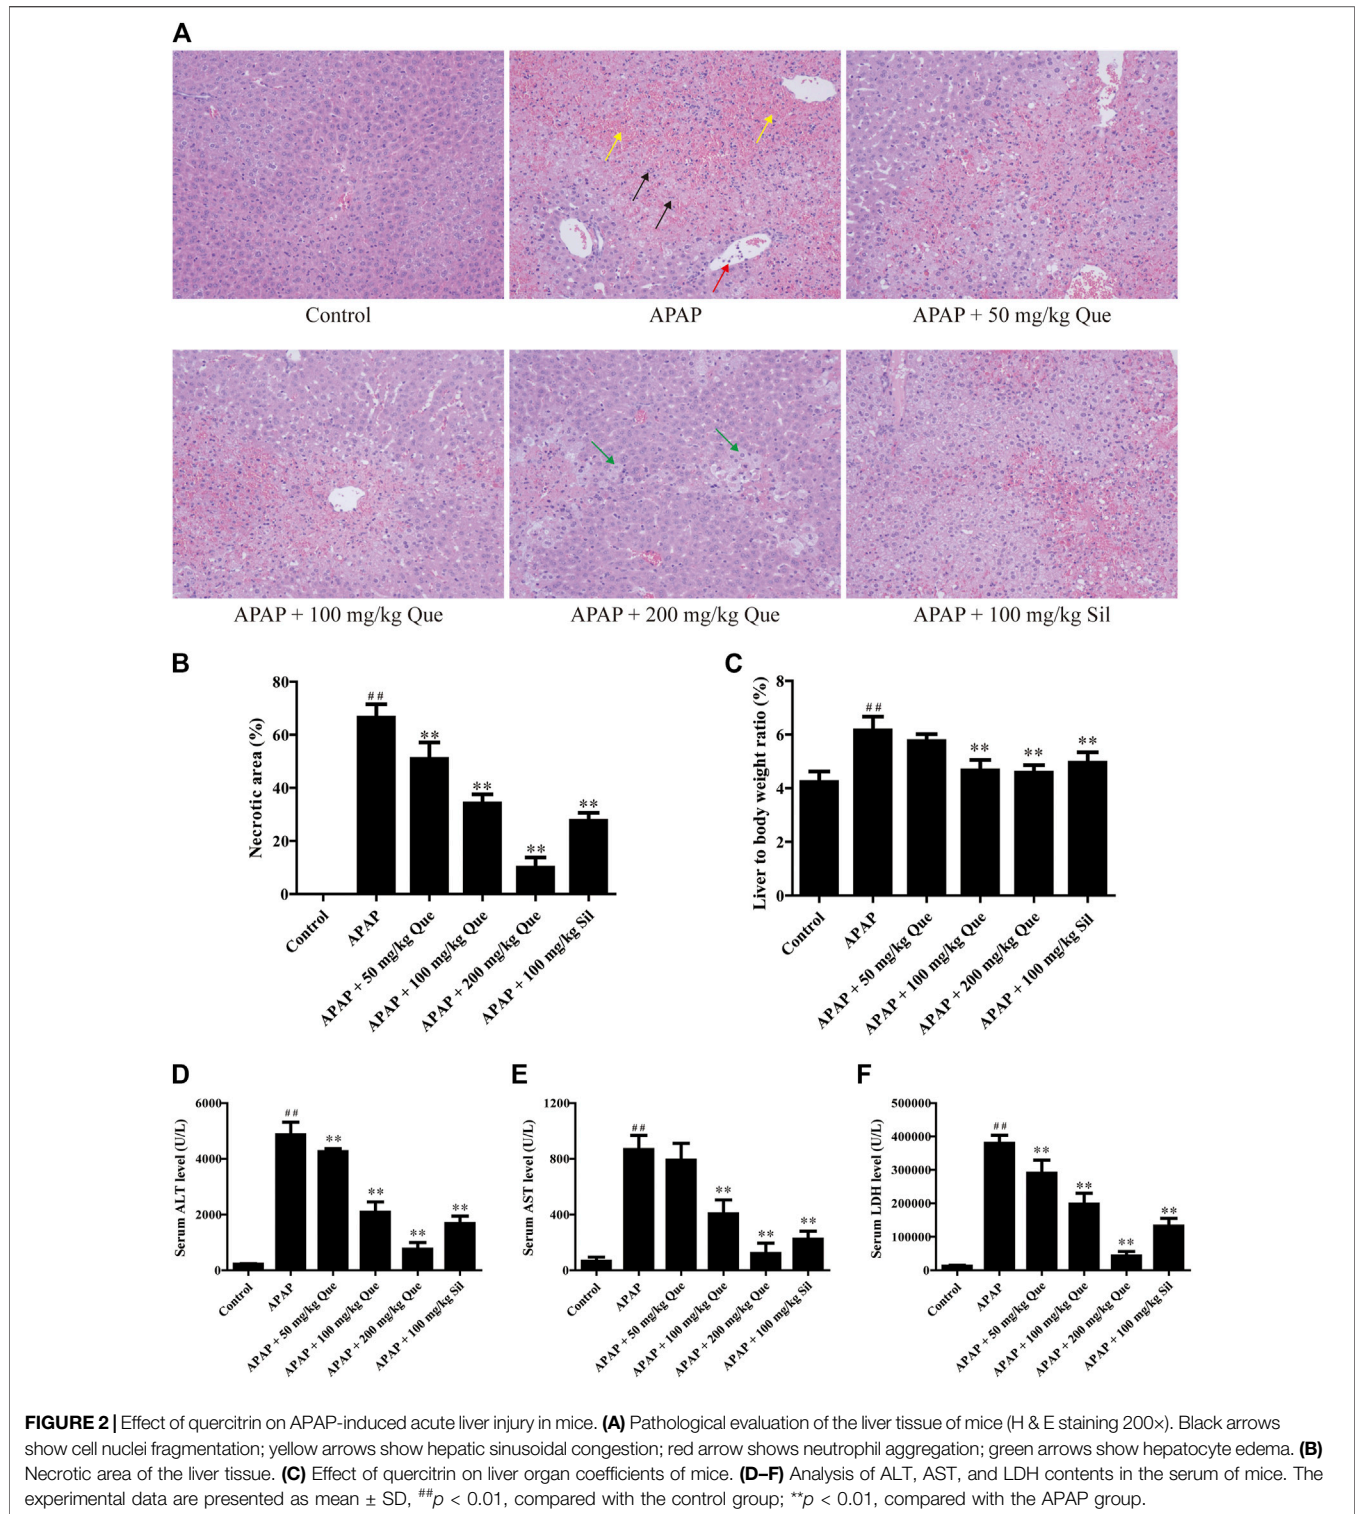 A
Control
APAP
APAP + 50 mg/kg Que
APAP + 100 mg/kg Que
APAP + 200 mg/kg Que
APAP + 100 mg/kg Sil
B
Necrotic area (%)
80
60
40
20
0
##
**
**
**
**
Control
APAP
APAP + 50 mg/kg Que
APAP + 100 mg/kg Que
APAP + 200 mg/kg Que
APAP + 100 mg/kg Sil
C
Liver to body weight ratio (%)
8
6
4
2
0
##
**
**
**
Control
APAP
APAP + 50 mg/kg Que
APAP + 100 mg/kg Que
APAP + 200 mg/kg Que
APAP + 100 mg/kg Sil
D
Serum ALT level (U/L)
6000
4000
2000
0
##
**
**
**
**
Control
APAP
APAP + 50 mg/kg Que
APAP + 100 mg/kg Que
APAP + 200 mg/kg Que
APAP + 100 mg/kg Sil
E
Serum AST level (U/L)
1200
800
400
0
##
**
**
**
Control
APAP
APAP + 50 mg/kg Que
APAP + 100 mg/kg Que
APAP + 200 mg/kg Que
APAP + 100 mg/kg Sil
F
Serum LDH level (U/L)
500000
400000
300000
200000
100000
0
##
**
**
**
**
Control
APAP
APAP + 50 mg/kg Que
APAP + 100 mg/kg Que
APAP + 200 mg/kg Que
APAP + 100 mg/kg Sil
FIGURE 2 | Effect of quercitrin on APAP-induced acute liver injury in mice. (A) Pathological evaluation of the liver tissue of mice (H & E staining 200×). Black arrows
show cell nuclei fragmentation; yellow arrows show hepatic sinusoidal congestion; red arrow shows neutrophil aggregation; green arrows show hepatocyte edema. (B)
Necrotic area of the liver tissue. (C) Effect of quercitrin on liver organ coefficients of mice. (D–F) Analysis of ALT, AST, and LDH contents in the serum of mice. The
experimental data are presented as mean ± SD, ##p < 0.01, compared with the control group; **p < 0.01, compared with the APAP group.